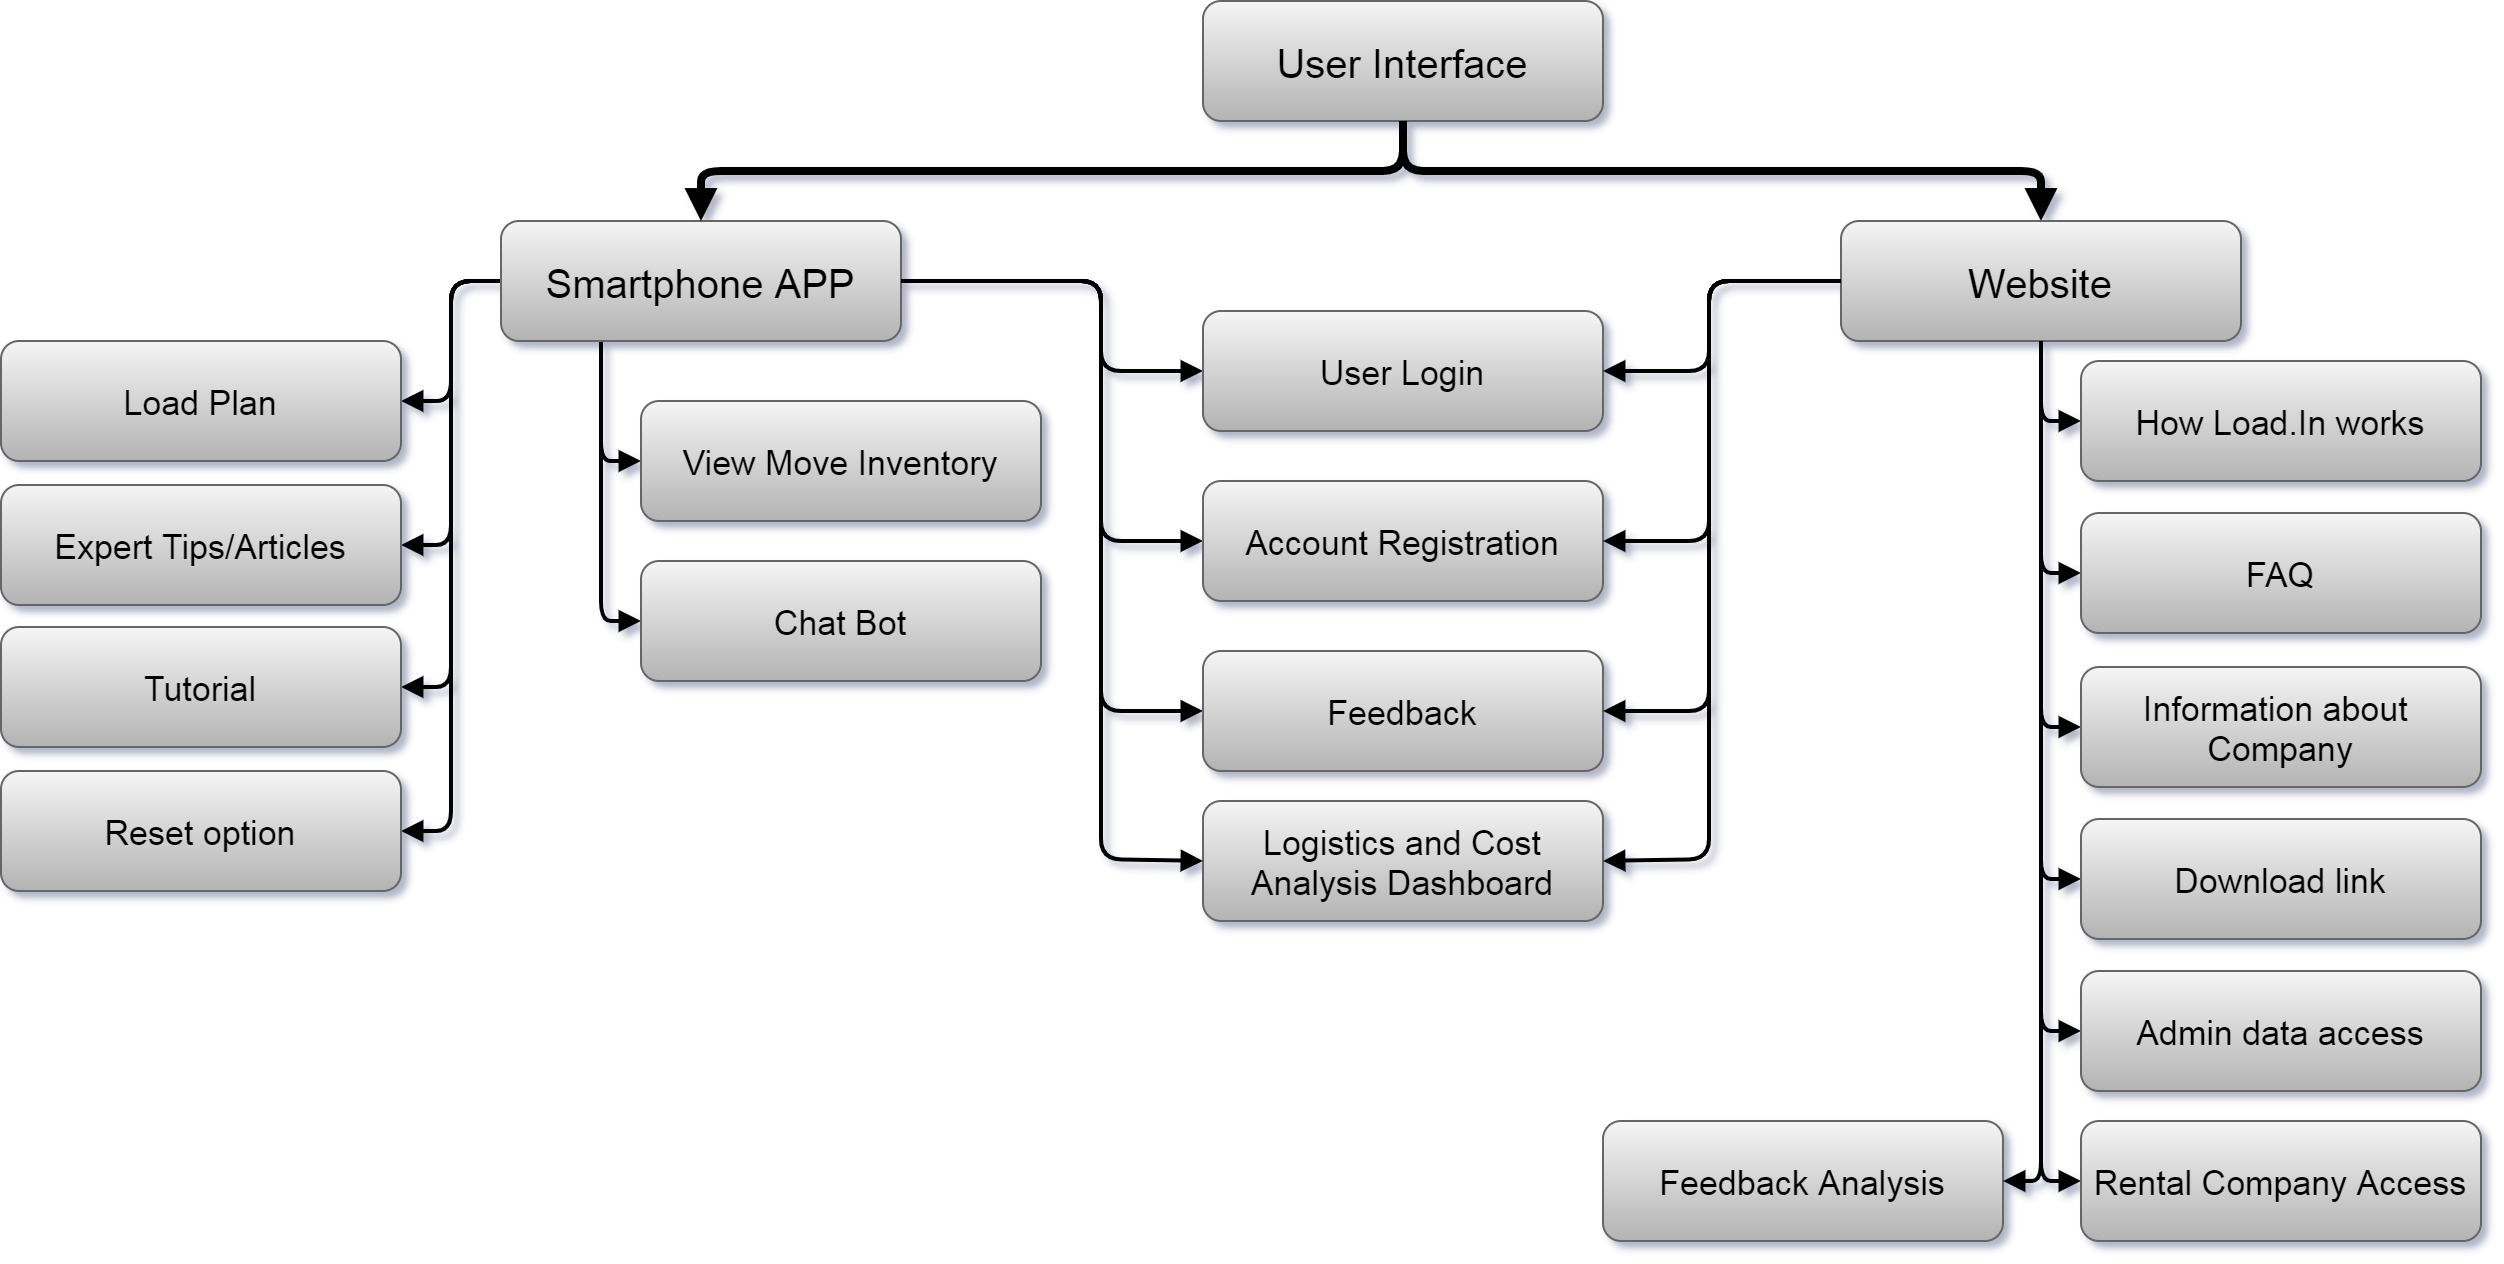 User Interface
Smartphone APP
Website
Load Plan
Expert Tips/Articles
Tutorial
Reset option
View Move Inventory
Chat Bot
User Login
Account Registration
Feedback
Logistics and Cost
Analysis Dashboard
How Load.In works
FAQ
Information about
Company
Download link
Admin data access
Feedback Analysis
Rental Company Access